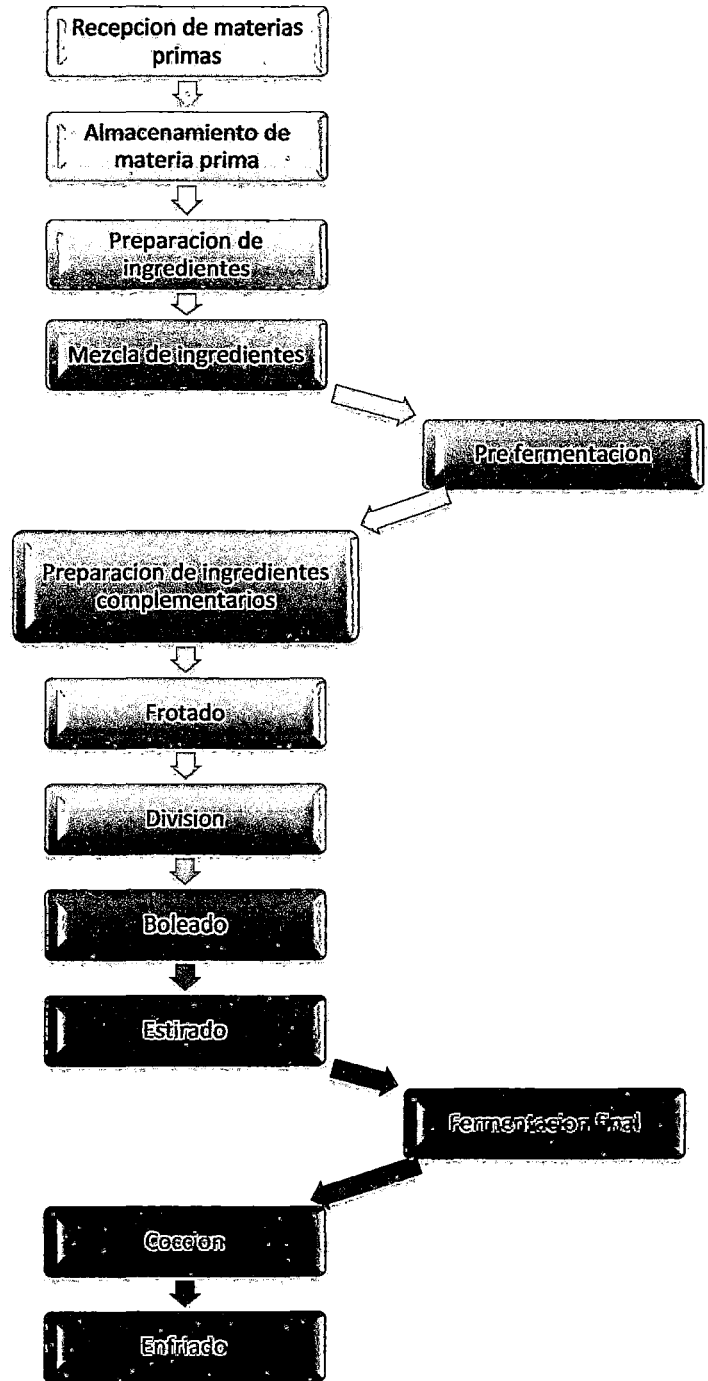 Recepcion de materias
primas
Almacenamiento de
materia prima
Preparacion de
ingredientes
Mezcla de ingredientes
Pre fermentacion
Preparacion de ingredientes
complementarios
Frotado
Division
Boleado
Estirado
Fermentacion final
Coccion
Enfriado